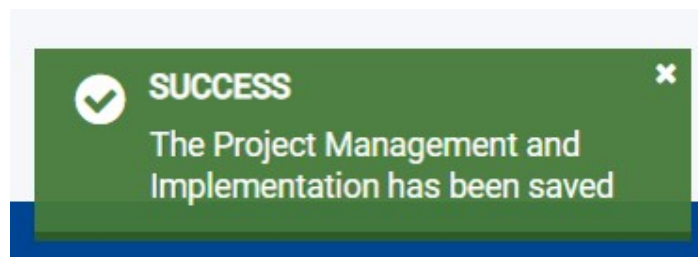 SUCCESS
The Project Management and
Implementation has been saved